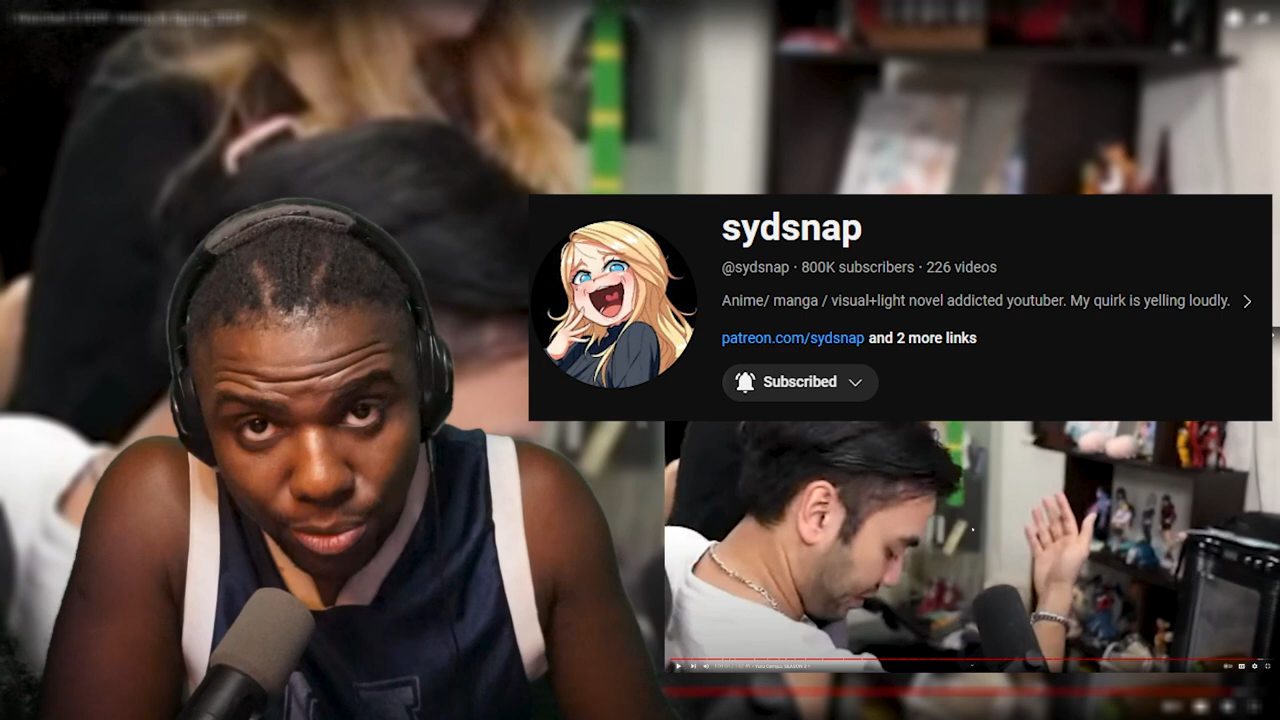 sydsnap
@sydsnap · 800K subscribers · 226 videos
Anime/ manga / visual+light novel addicted youtuber. My quirk is yelling loudly.
patreon.com/sydsnap and 2 more links
Subscribed